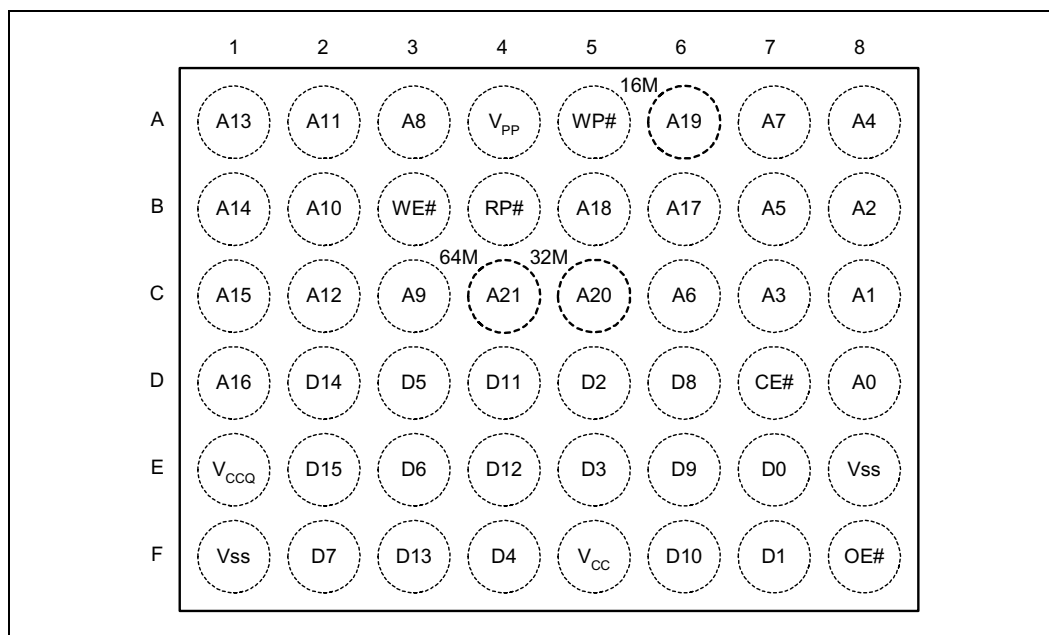 1 2 3 4 5 6 7 8
16M
A A13 A11 A8 VPP WP# A19 A7 A4
B A14 A10 WE# RP# A18 A17 A5 A2
64M 32M
C A15 A12 A9 A21 A20 A6 A3 A1
D A16 D14 D5 D11 D2 D8 CE# A0
E VCCQ D15 D6 D12 D3 D9 D0 Vss
F Vss D7 D13 D4 VCC D10 D1 OE#